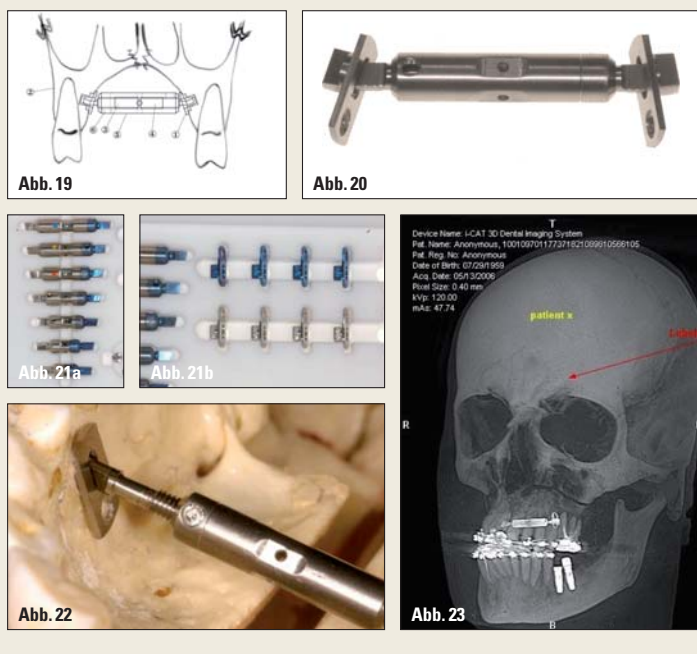 Abb. 19
Abb. 20
Abb. 21a
Abb. 21b
T
Device Name: i-CAT 3D Dental Imaging System
Pat. Name: Anonymous, 
Pat. Reg. No: Anonymous
Date of Birth: 07/29/1959
Acq. Date: 05/13/2006
Pixel Size: 0.40 mm
kVp: 120.00
mAs: 47.74
patient x
R
Abb. 22
Abb. 23
B